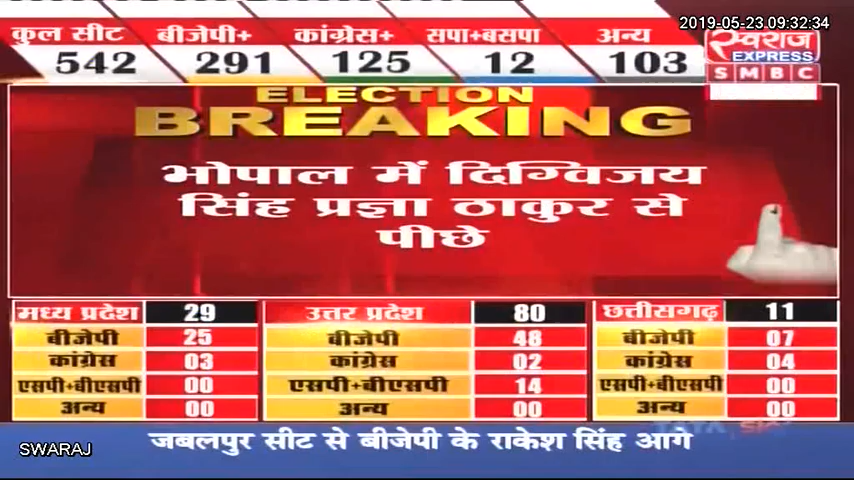 2019-05-23 09:32:34
कुल सीट बीजेपी+ कांग्रेस+ सपा+बसपा अन्य
542 291 125 12 103
स्वराज
EXPRESS
SMBC
ELECTION
BREAKING
भोपाल में दिग्विजय
सिंह प्रज्ञा ठाकुर से
पीछे
मध्य प्रदेश 29 उत्तर प्रदेश 80 छत्तीसगढ़ 11
बीजेपी 25 बीजेपी 48 बीजेपी 07
कांग्रेस 03 कांग्रेस 02 कांग्रेस 04
एसपी+बीएसपी 00 एसपी+बीएसपी 14 एसपी+बीएसपी 00
अन्य 00 अन्य 00 अन्य 00
TATA sky
जबलपुर सीट से बीजेपी के राकेश सिंह आगे
SWARAJ